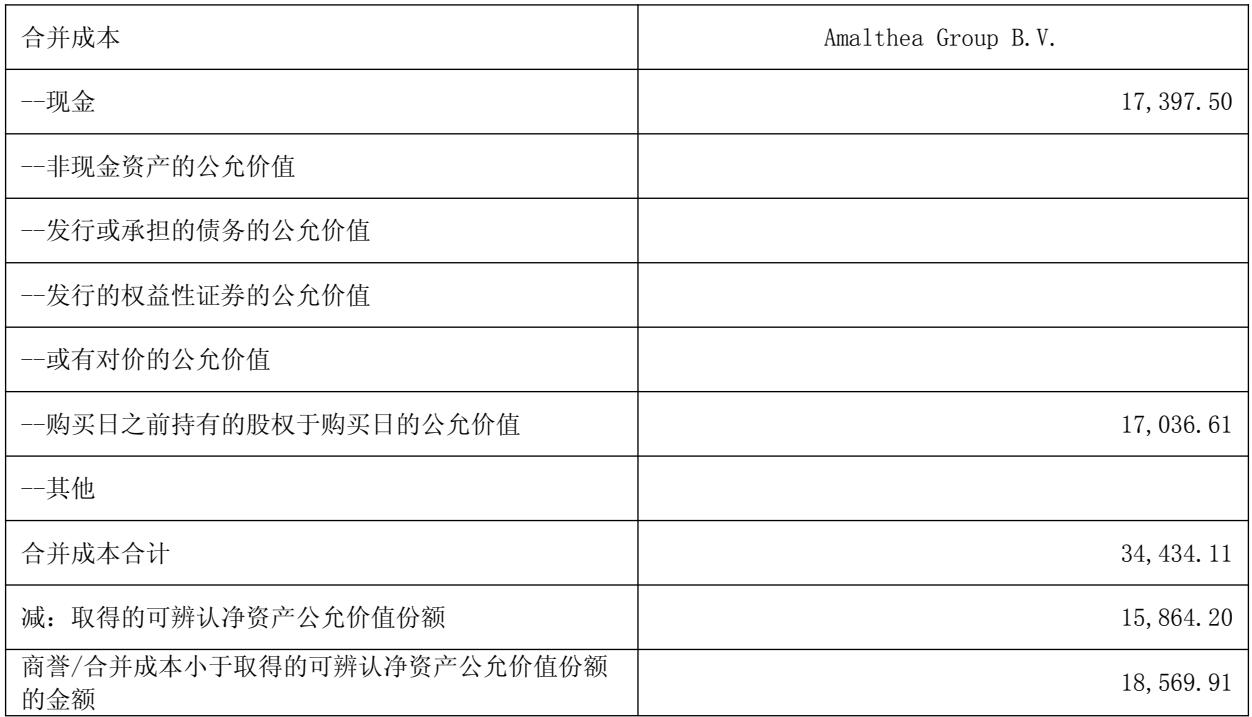 合并成本 Amalthea Group B.V.
--现金 17,397.50
--非现金资产的公允价值
--发行或承担的债务的公允价值
--发行的权益性证券的公允价值
--或有对价的公允价值
--购买日之前持有的股权于购买日的公允价值 17,036.61
--其他
合并成本合计 34,434.11
减：取得的可辨认净资产公允价值份额 15,864.20
商誉/合并成本小于取得的可辨认净资产公允价值份额
的金额 18,569.91